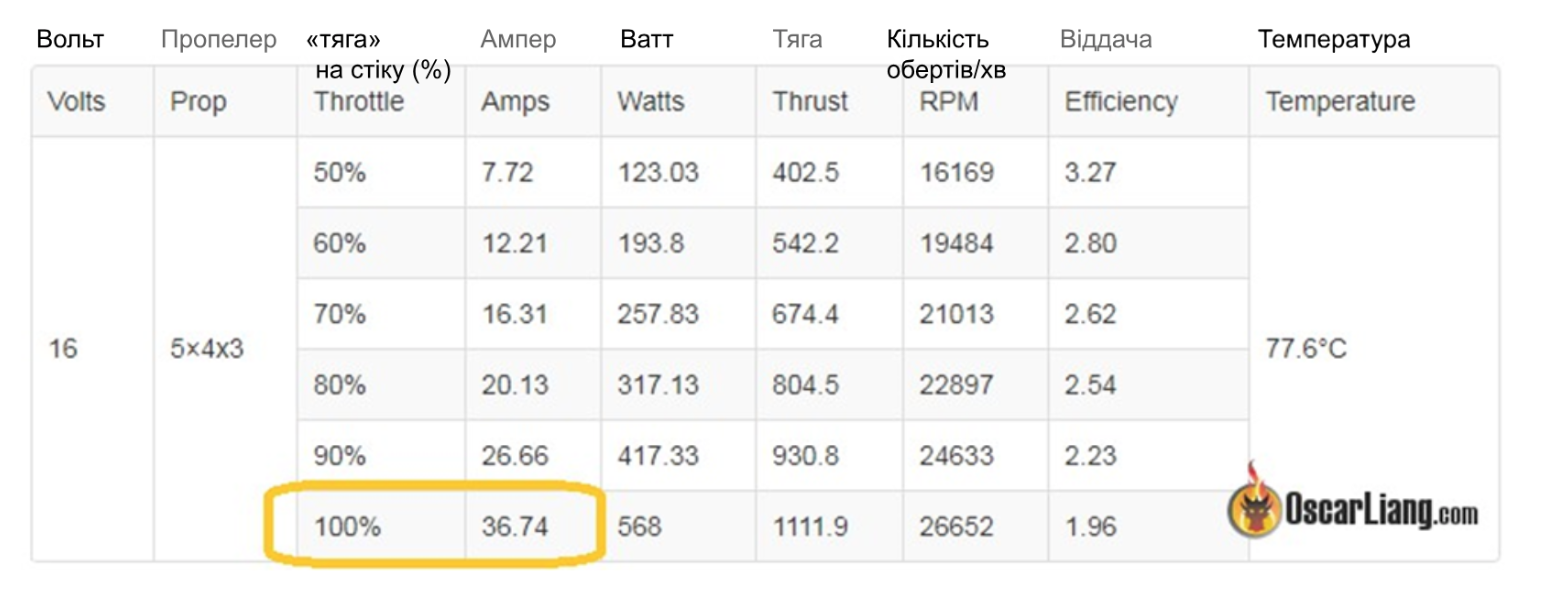 Вольт Пропелер «тяга» Ампер Ватт Тяга Кількість Віддача Температура
на стіку (%) обертів/хв
Volts Prop Throttle Amps Watts Thrust RPM Efficiency Temperature
50% 7.72 123.03 402.5 16169 3.27
60% 12.21 193.8 542.2 19484 2.80
70% 16.31 257.83 674.4 21013 2.62
16 5×4x3 77.6°C
80% 20.13 317.13 804.5 22897 2.54
90% 26.66 417.33 930.8 24633 2.23
100% 36.74 568 1111.9 26652 1.96
OscarLiang.com